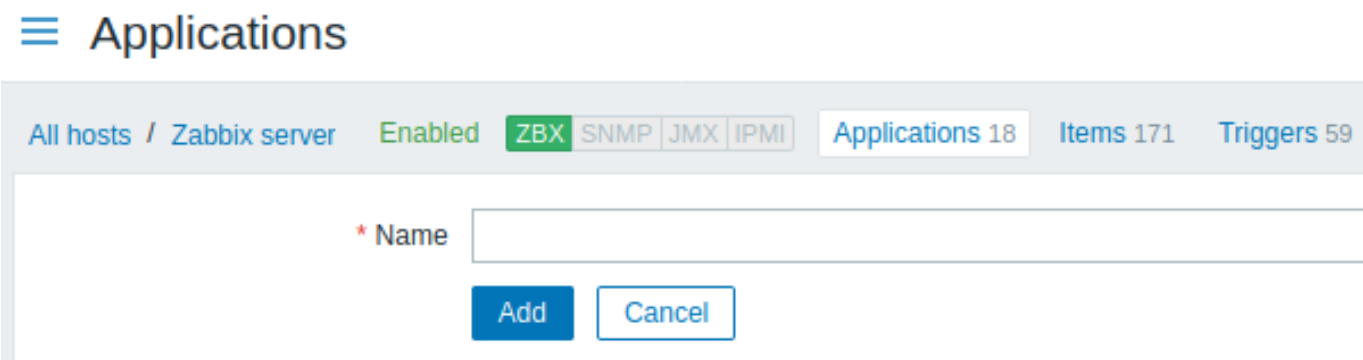 Applications
All hosts / Zabbix server Enabled ZBX SNMP JMX IPMI Applications 18 Items 171 Triggers 59
* Name
Add Cancel